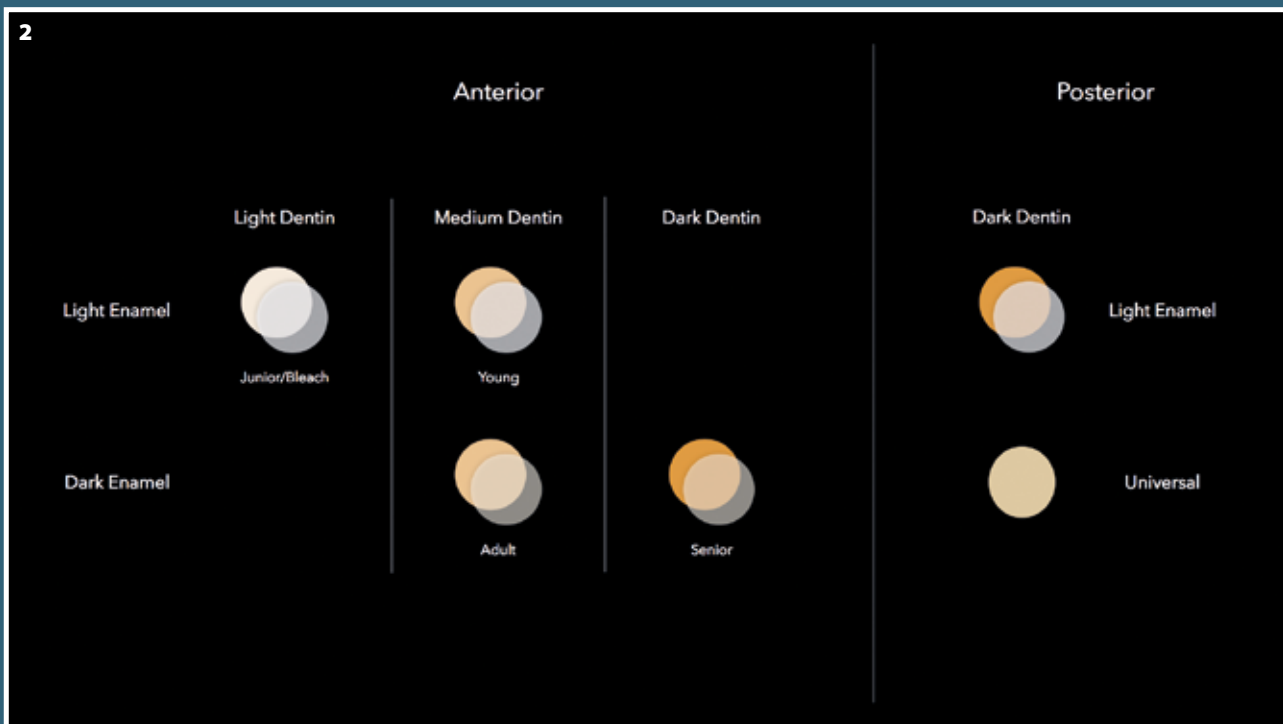 2
Anterior
Posterior
Light Dentin
Medium Dentin
Dark Dentin
Dark Dentin
Light Enamel
Light Enamel
Junior/Bleach
Young
Dark Enamel
Universal
Adult
Senior